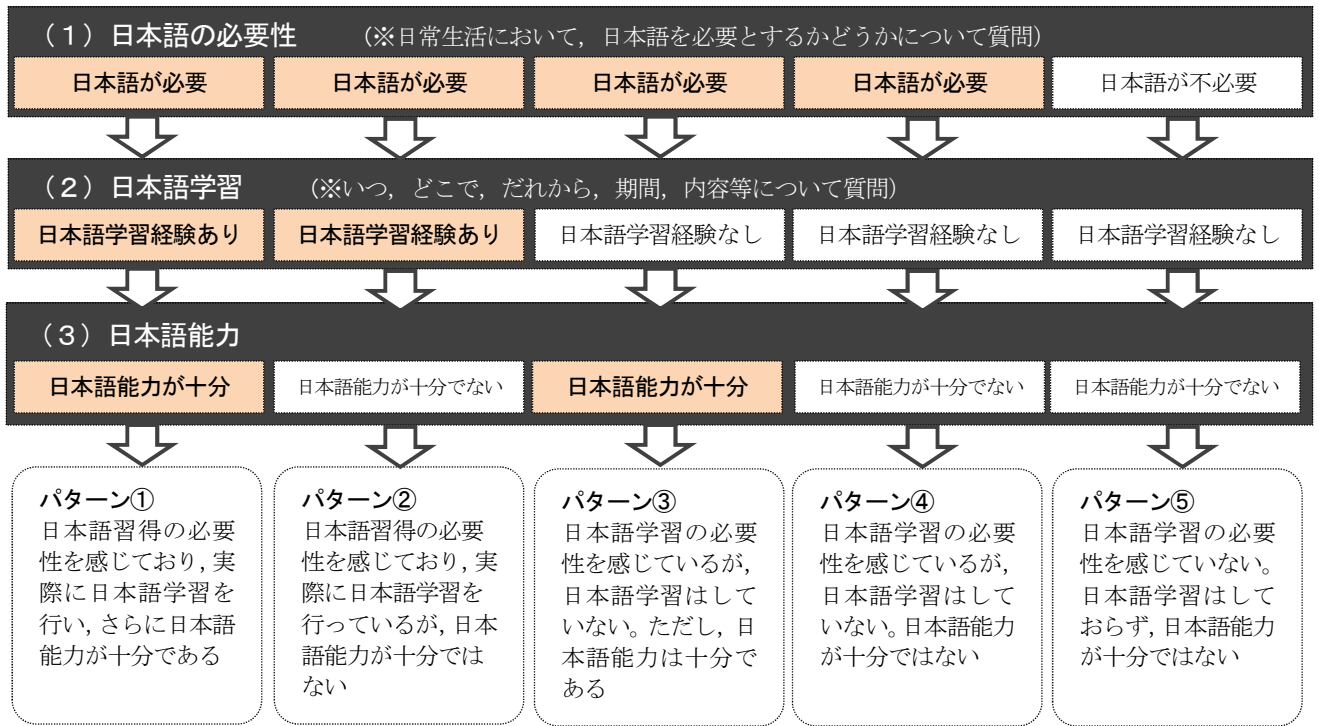 （１）日本語の必要性　（※日常生活において，日本語を必要とするかどうかについて質問）
日本語が必要　日本語が必要　日本語が必要　日本語が必要　日本語が不必要
（２）日本語学習　（※いつ，どこで，だれから，期間，内容等について質問）
日本語学習経験あり　日本語学習経験あり　日本語学習経験なし　日本語学習経験なし　日本語学習経験なし
（３）日本語能力
日本語能力が十分　日本語能力が十分でない　日本語能力が十分　日本語能力が十分でない　日本語能力が十分でない
パターン①
日本語習得の必要
性を感じており，実
際に日本語学習を
行い，さらに日本語
能力が十分である
パターン②
日本語習得の必要
性を感じており，実
際に日本語学習を
行っているが，日本
語能力が十分では
ない
パターン③
日本語学習の必要
性を感じているが，
日本語学習はして
いない。ただし，日
本語能力は十分で
ある
パターン④
日本語学習の必要
性を感じているが，
日本語学習はして
いない。日本語能力
が十分ではない
パターン⑤
日本語学習の必要
性を感じていない。
日本語学習はして
おらず，日本語能力
が十分ではない